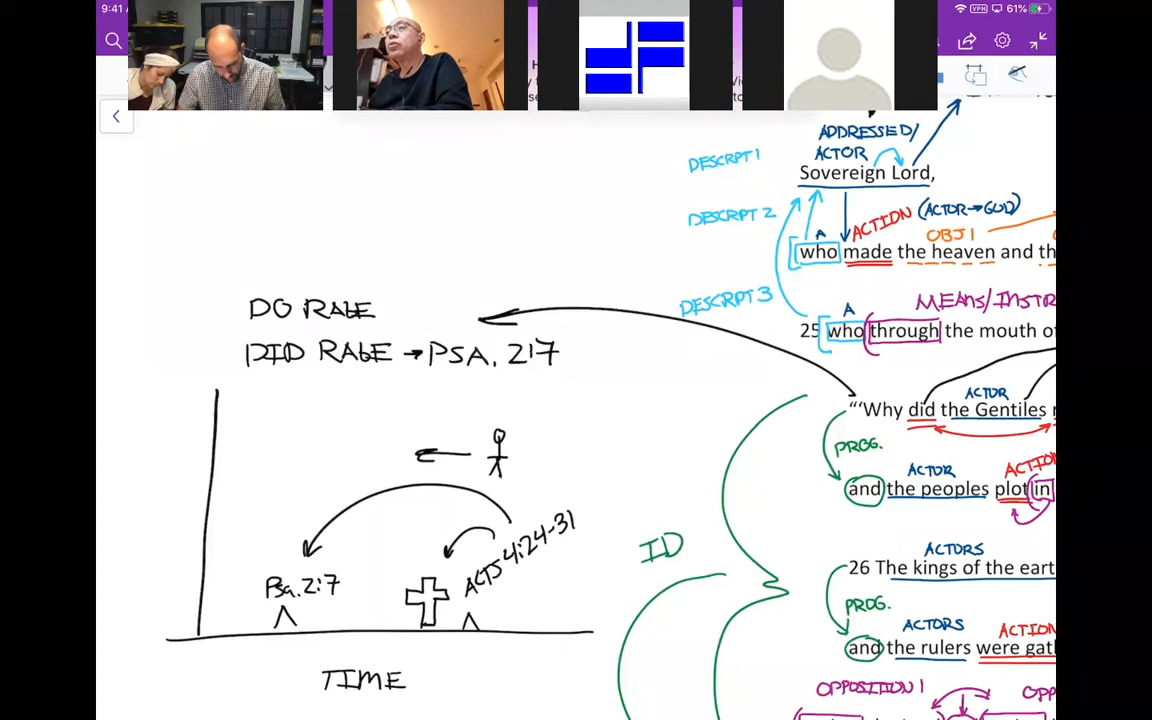 9:41
VPN 61%
ADDRESSED/
ACTOR
DESCRPT 1
Sovereign Lord,
DESCRPT 2
A ACTION (ACTOR→GOD)
OBJ 1
who made the heaven and th
DESCRPT 3
A MEANS/INSTR
25 who through the mouth of
DO RAGE
DID RAGE → PSA. 2:7
ACTOR
“‘Why did the Gentiles
PROG.
ACTOR ACTION
and the peoples plot in
ID
ACTORS
26 The kings of the eart
PROG.
ACTORS ACTION
and the rulers were gat
OPPOSITION 1 OPP
Psa. 2:7
ACTS 4:24-31
TIME